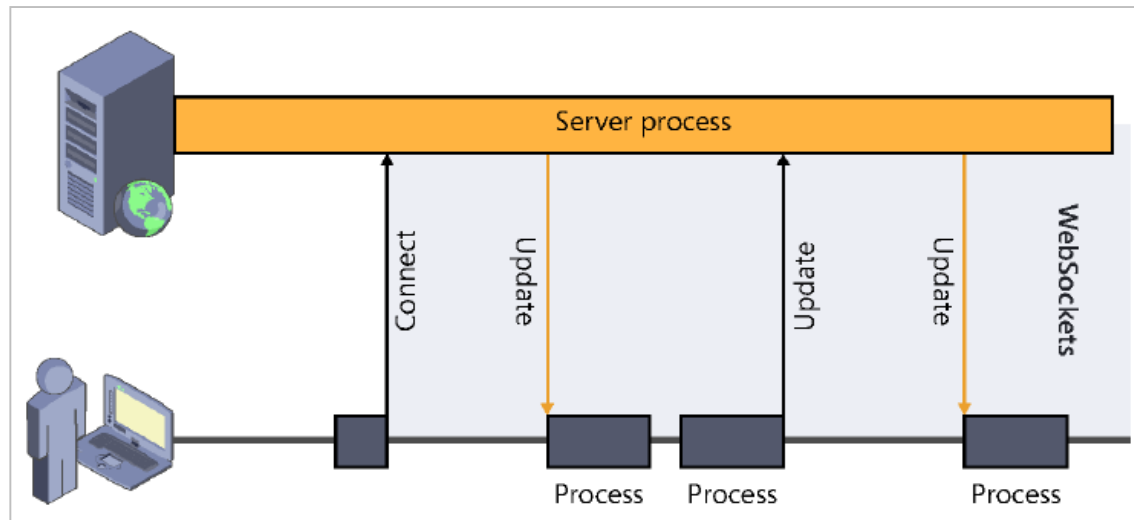 Server process
Connect
Update
Update
Update
WebSockets
Process
Process
Process